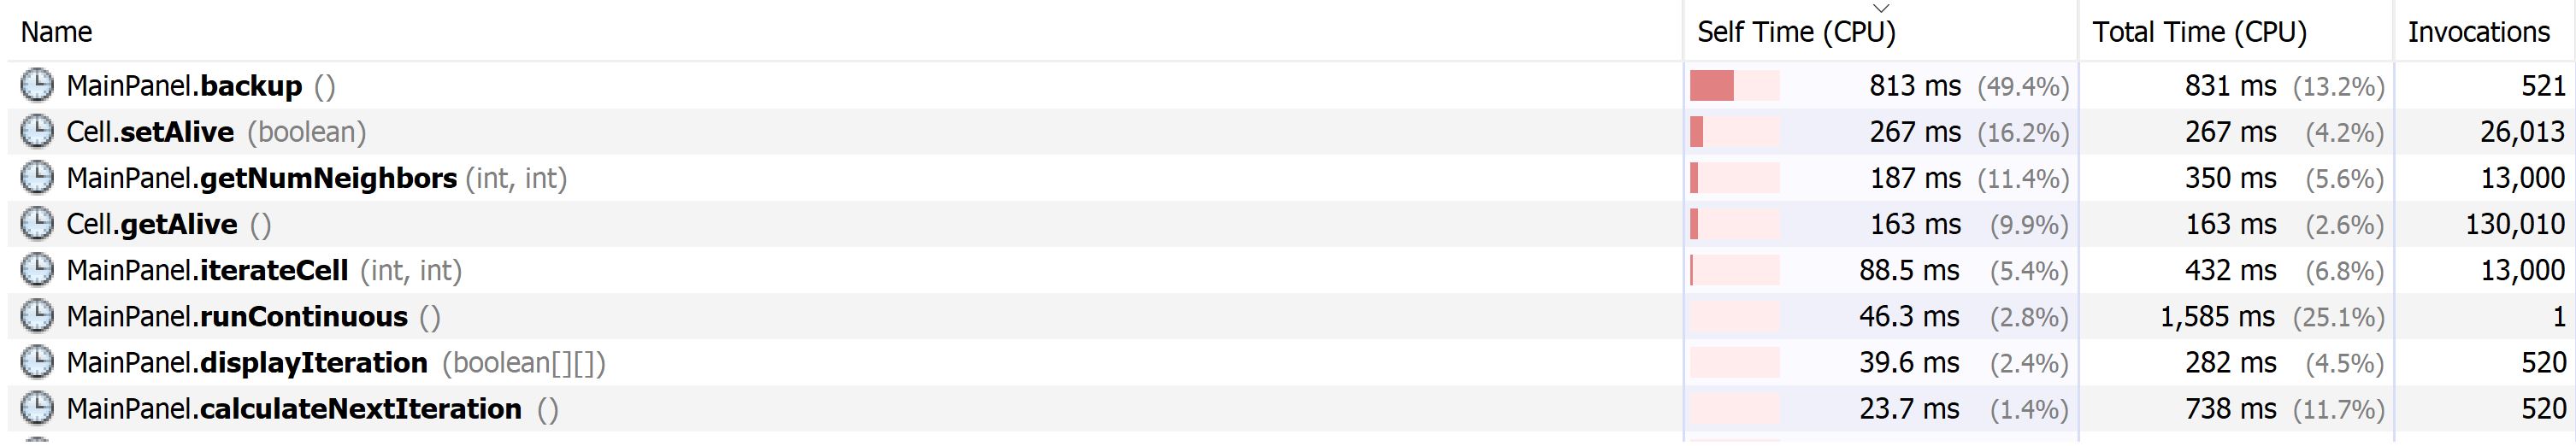 Name Self Time (CPU) Total Time (CPU) Invocations
MainPanel.backup () 813 ms (49.4%) 831 ms (13.2%) 521
Cell.setAlive (boolean) 267 ms (16.2%) 267 ms (4.2%) 26,013
MainPanel.getNumNeighbors (int, int) 187 ms (11.4%) 350 ms (5.6%) 13,000
Cell.getAlive () 163 ms (9.9%) 163 ms (2.6%) 130,010
MainPanel.iterateCell (int, int) 88.5 ms (5.4%) 432 ms (6.8%) 13,000
MainPanel.runContinuous () 46.3 ms (2.8%) 1,585 ms (25.1%) 1
MainPanel.displayIteration (boolean[][]) 39.6 ms (2.4%) 282 ms (4.5%) 520
MainPanel.calculateNextIteration () 23.7 ms (1.4%) 738 ms (11.7%) 520